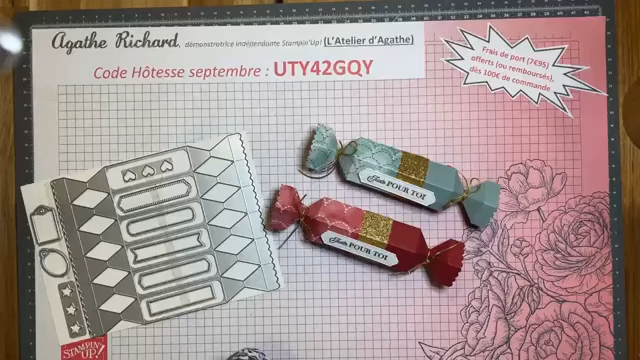 Agathe Richard, démonstratrice indépendante Stampin'Up! (L'Atelier d'Agathe)
Code Hôtesse septembre : UTY42GQY
Frais de port (7€95)
offerts (ou remboursés),
dès 100€ de commande
Juste POUR TOI
Juste POUR TOI
STAMPIN' UP!